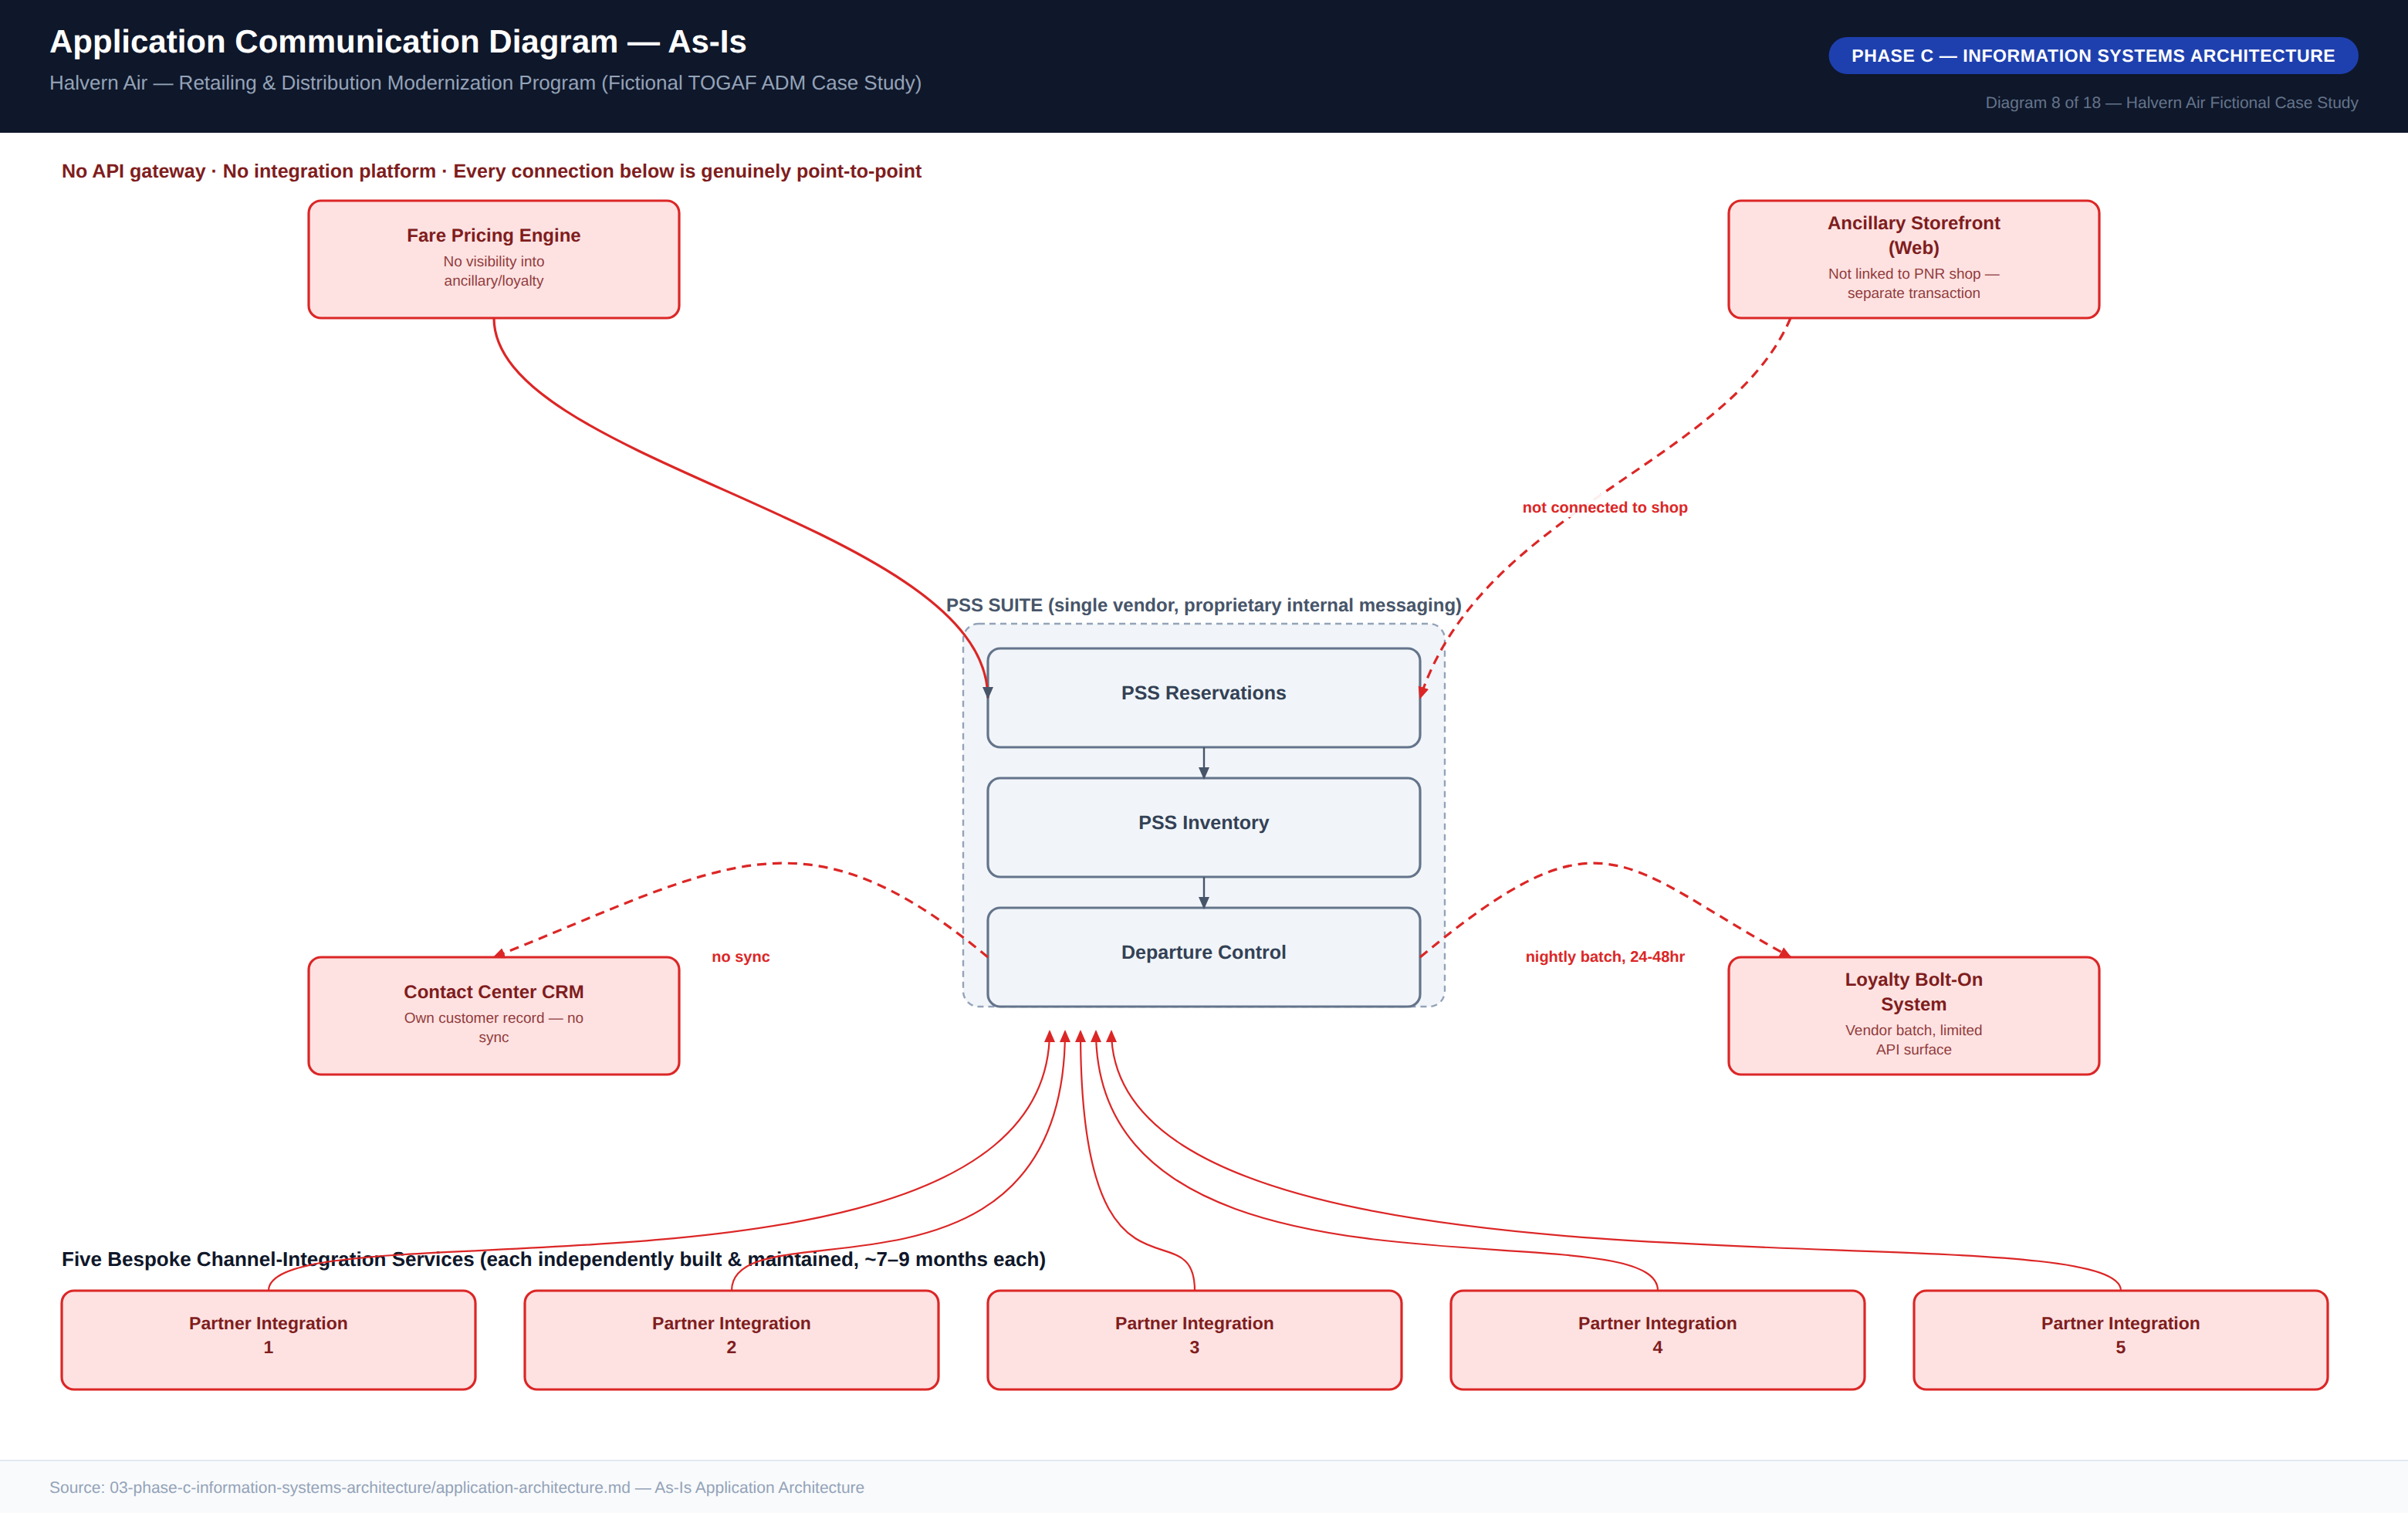 Application Communication Diagram — As-Is
Halvern Air — Retailing & Distribution Modernization Program (Fictional TOGAF ADM Case Study)
PHASE C — INFORMATION SYSTEMS ARCHITECTURE
Diagram 8 of 18 — Halvern Air Fictional Case Study
No API gateway · No integration platform · Every connection below is genuinely point-to-point
Fare Pricing Engine
No visibility into
ancillary/loyalty
Ancillary Storefront
(Web)
Not linked to PNR shop —
separate transaction
not connected to shop
PSS SUITE (single vendor, proprietary internal messaging)
PSS Reservations
PSS Inventory
Departure Control
no sync
nightly batch, 24-48hr
Contact Center CRM
Own customer record — no
sync
Loyalty Bolt-On
System
Vendor batch, limited
API surface
Five Bespoke Channel-Integration Services (each independently built & maintained, ~7–9 months each)
Partner Integration
1
Partner Integration
2
Partner Integration
3
Partner Integration
4
Partner Integration
5
Source: 03-phase-c-information-systems-architecture/application-architecture.md — As-Is Application Architecture